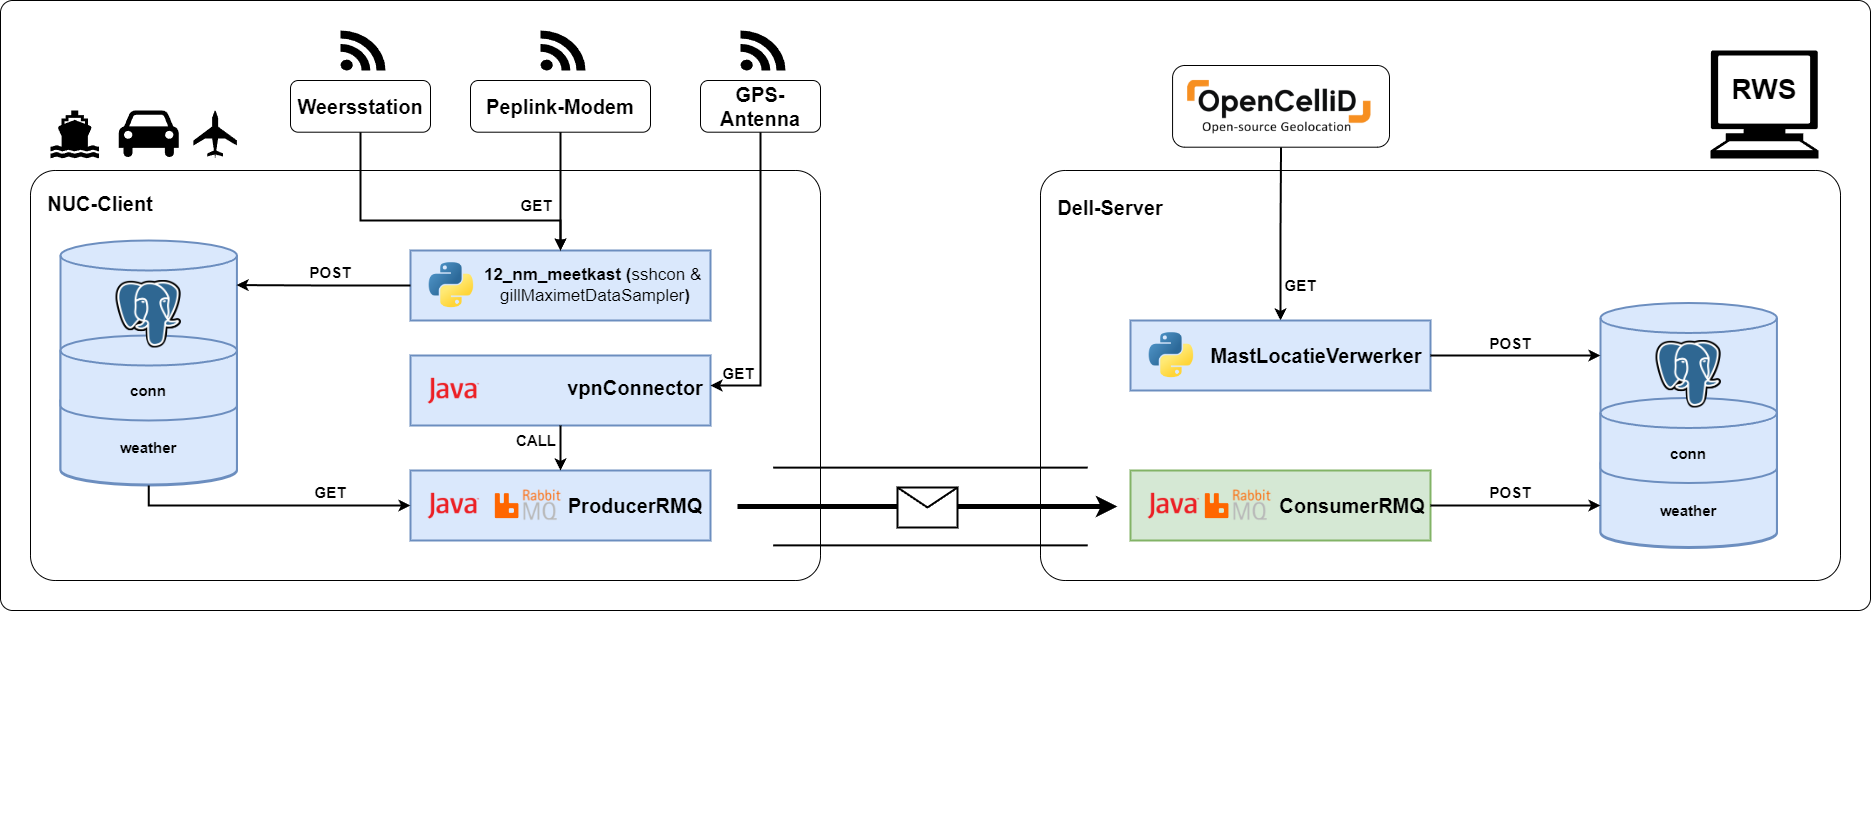 Weersstation
Peplink-Modem
GPS-
Antenna
OpenCelliD
Open-source Geolocation
RWS
NUC-Client
GET
POST
12_nm_meetkast (sshcon &
gillMaximetDataSampler)
conn
weather
GET
Java
vpnConnector
CALL
GET
Java
Rabbit
MQ
ProducerRMQ
Dell-Server
GET
MastLocatieVerwerker
POST
Java
Rabbit
MQ
ConsumerRMQ
POST
conn
weather